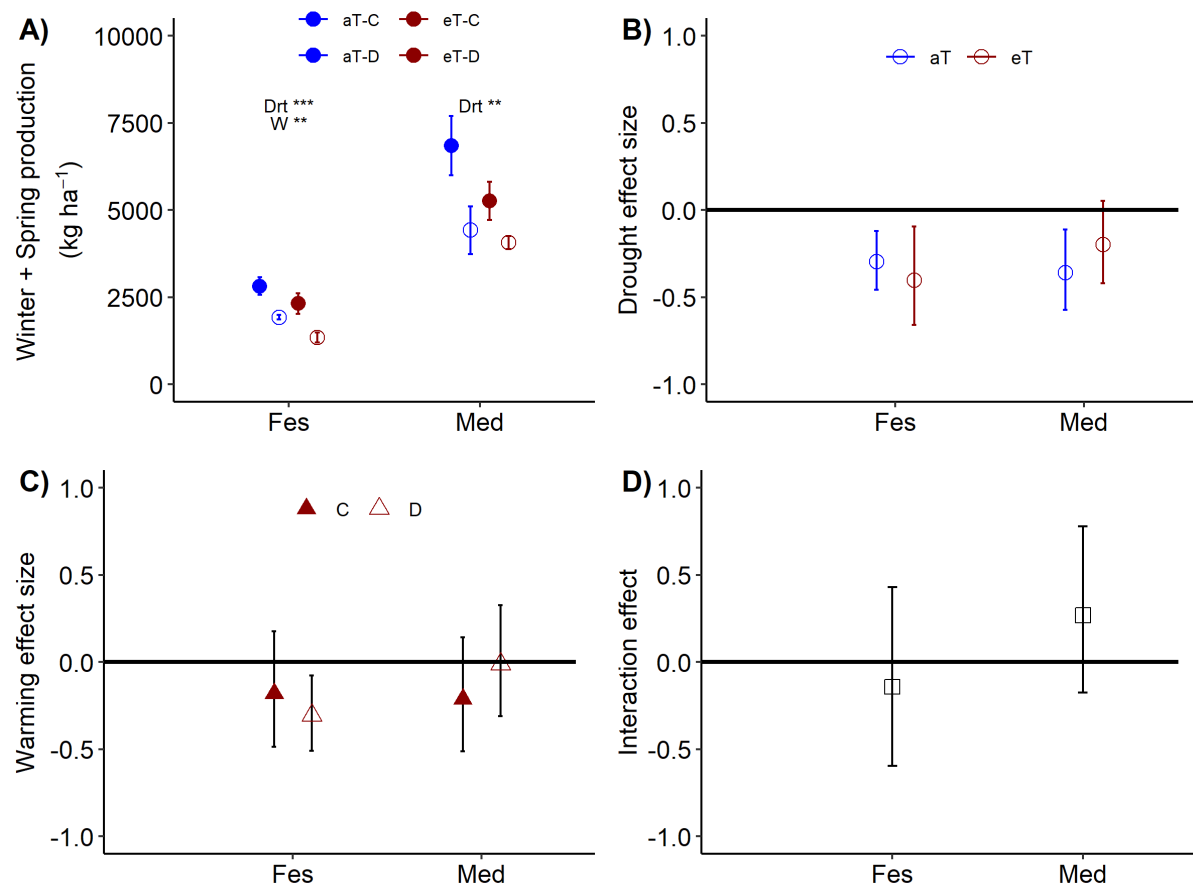 A)
aT-C eT-C
aT-D eT-D
Winter + Spring production
(kg ha⁻¹)
10000
7500
5000
2500
0
Drt ***
W **
Drt **
Fes Med
B)
aT eT
Drought effect size
1.0
0.5
0.0
-0.5
-1.0
Fes Med
C)
C D
Warming effect size
1.0
0.5
0.0
-0.5
-1.0
Fes Med
D)
Interaction effect
1.0
0.5
0.0
-0.5
-1.0
Fes Med